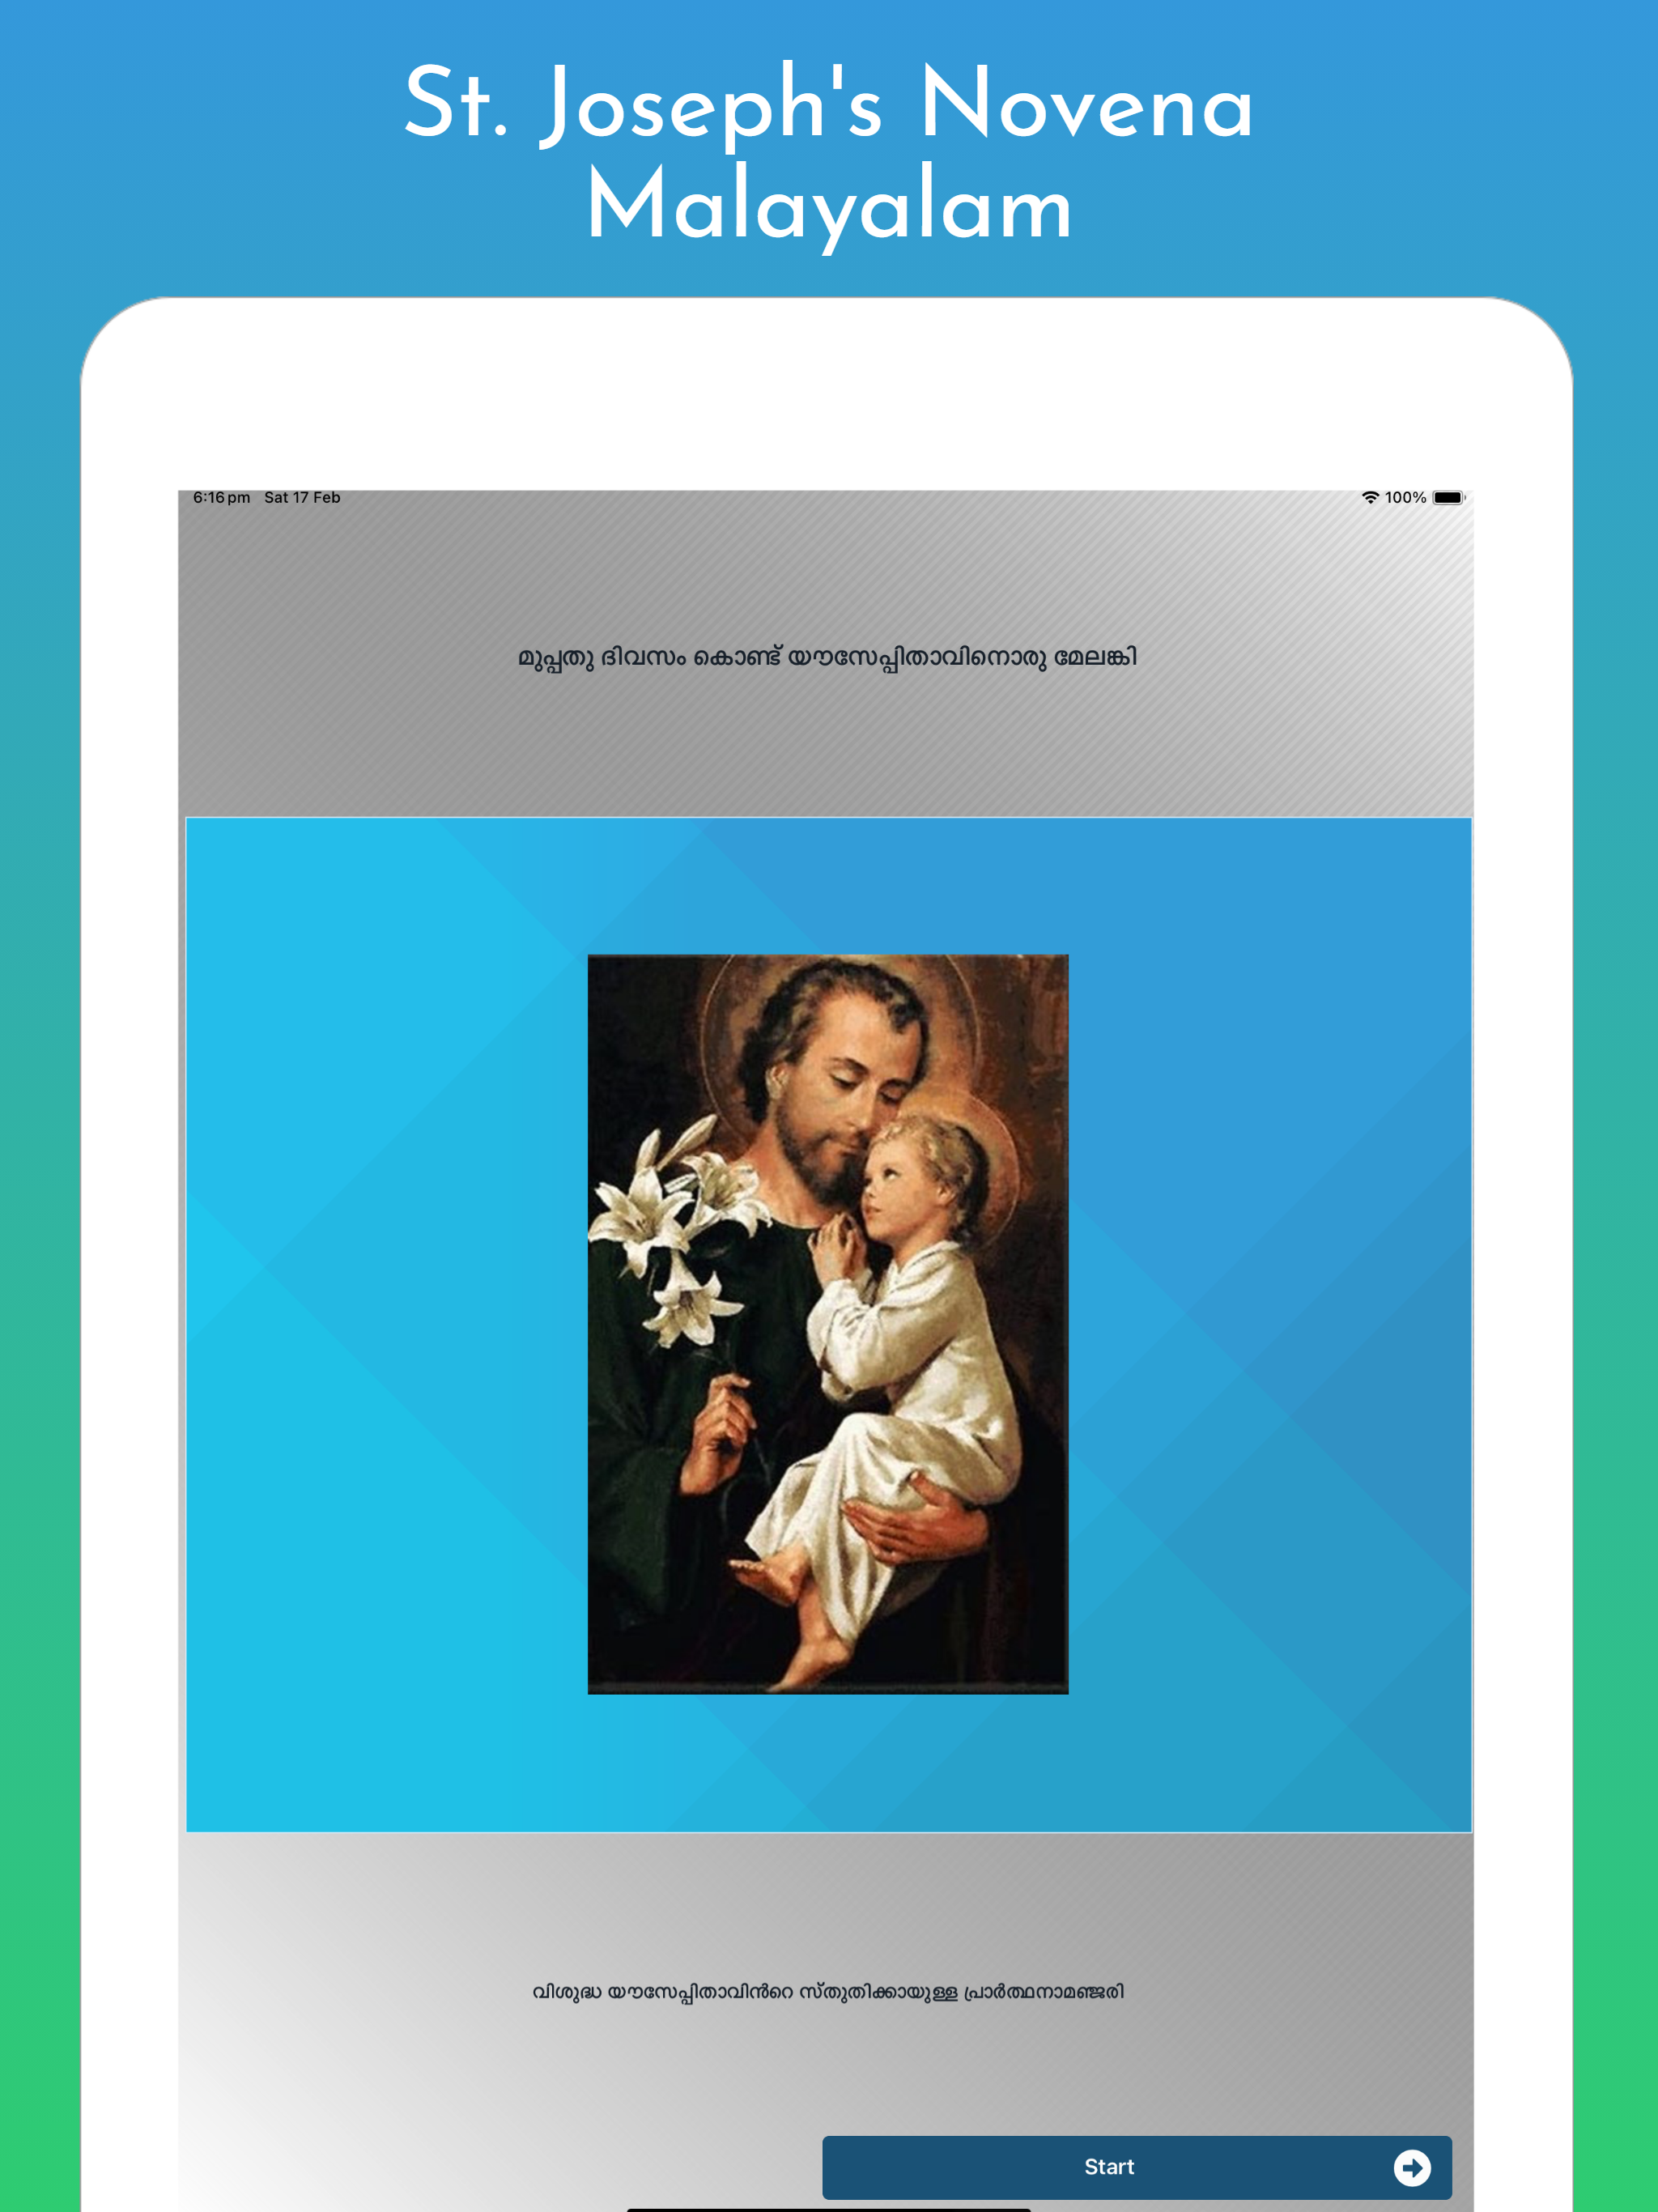 St. Joseph's Novena
Malayalam
6:16 pm Sat 17 Feb
100%
മുപ്പതു ദിവസം കൊണ്ട് യൗസേപ്പിതാവിനൊരു മേലങ്കി
വിശുദ്ധ യൗസേപ്പിതാവിൻറെ സ്തുതിക്കായുള്ള പ്രാർത്ഥനാമഞ്ജരി
Start